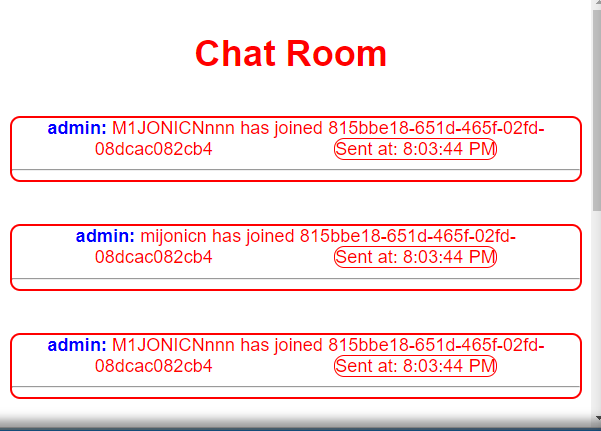 Chat Room
admin: M1JONICNnnn has joined 815bbe18-651d-465f-02fd-
08dcac082cb4 Sent at: 8:03:44 PM
admin: mijonicn has joined 815bbe18-651d-465f-02fd-
08dcac082cb4 Sent at: 8:03:44 PM
admin: M1JONICNnnn has joined 815bbe18-651d-465f-02fd-
08dcac082cb4 Sent at: 8:03:44 PM